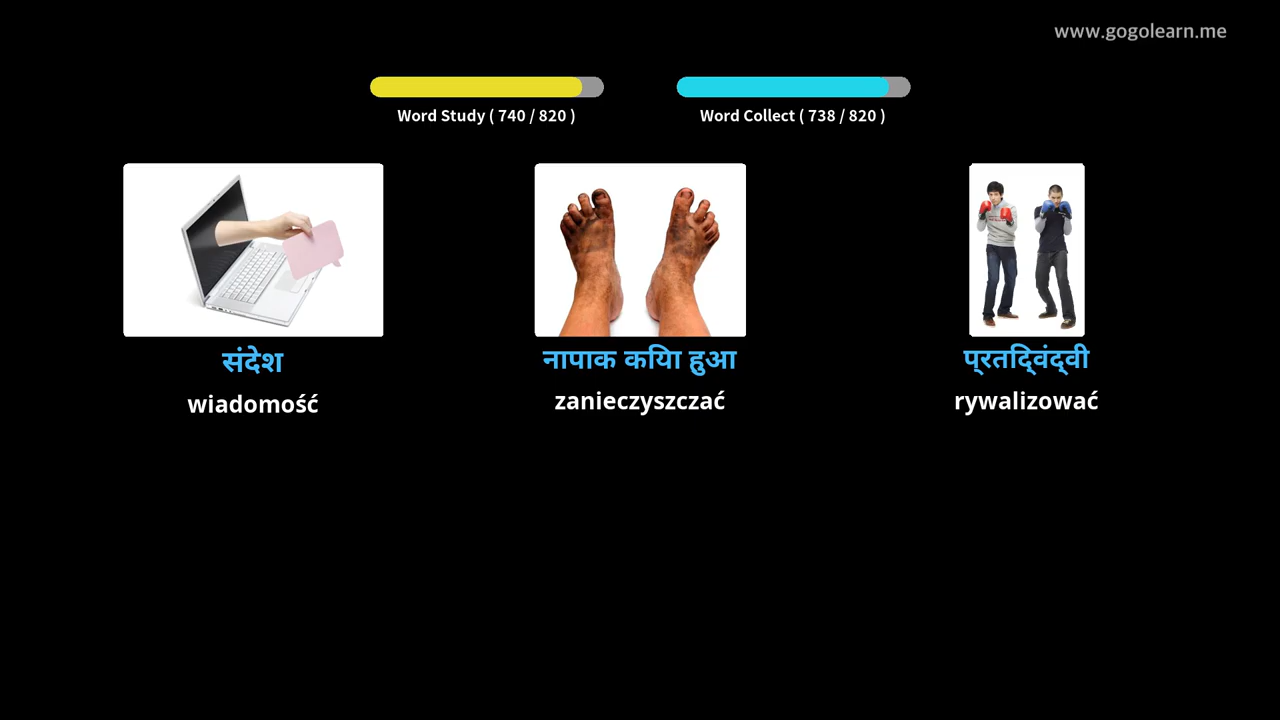 www.gogolearn.me
Word Study ( 740 / 820 )
Word Collect ( 738 / 820 )
संदेश
नापाक कयिा हुआ
प्रतद्विंद्वी
wiadomość
zanieczyszczać
rywalizować